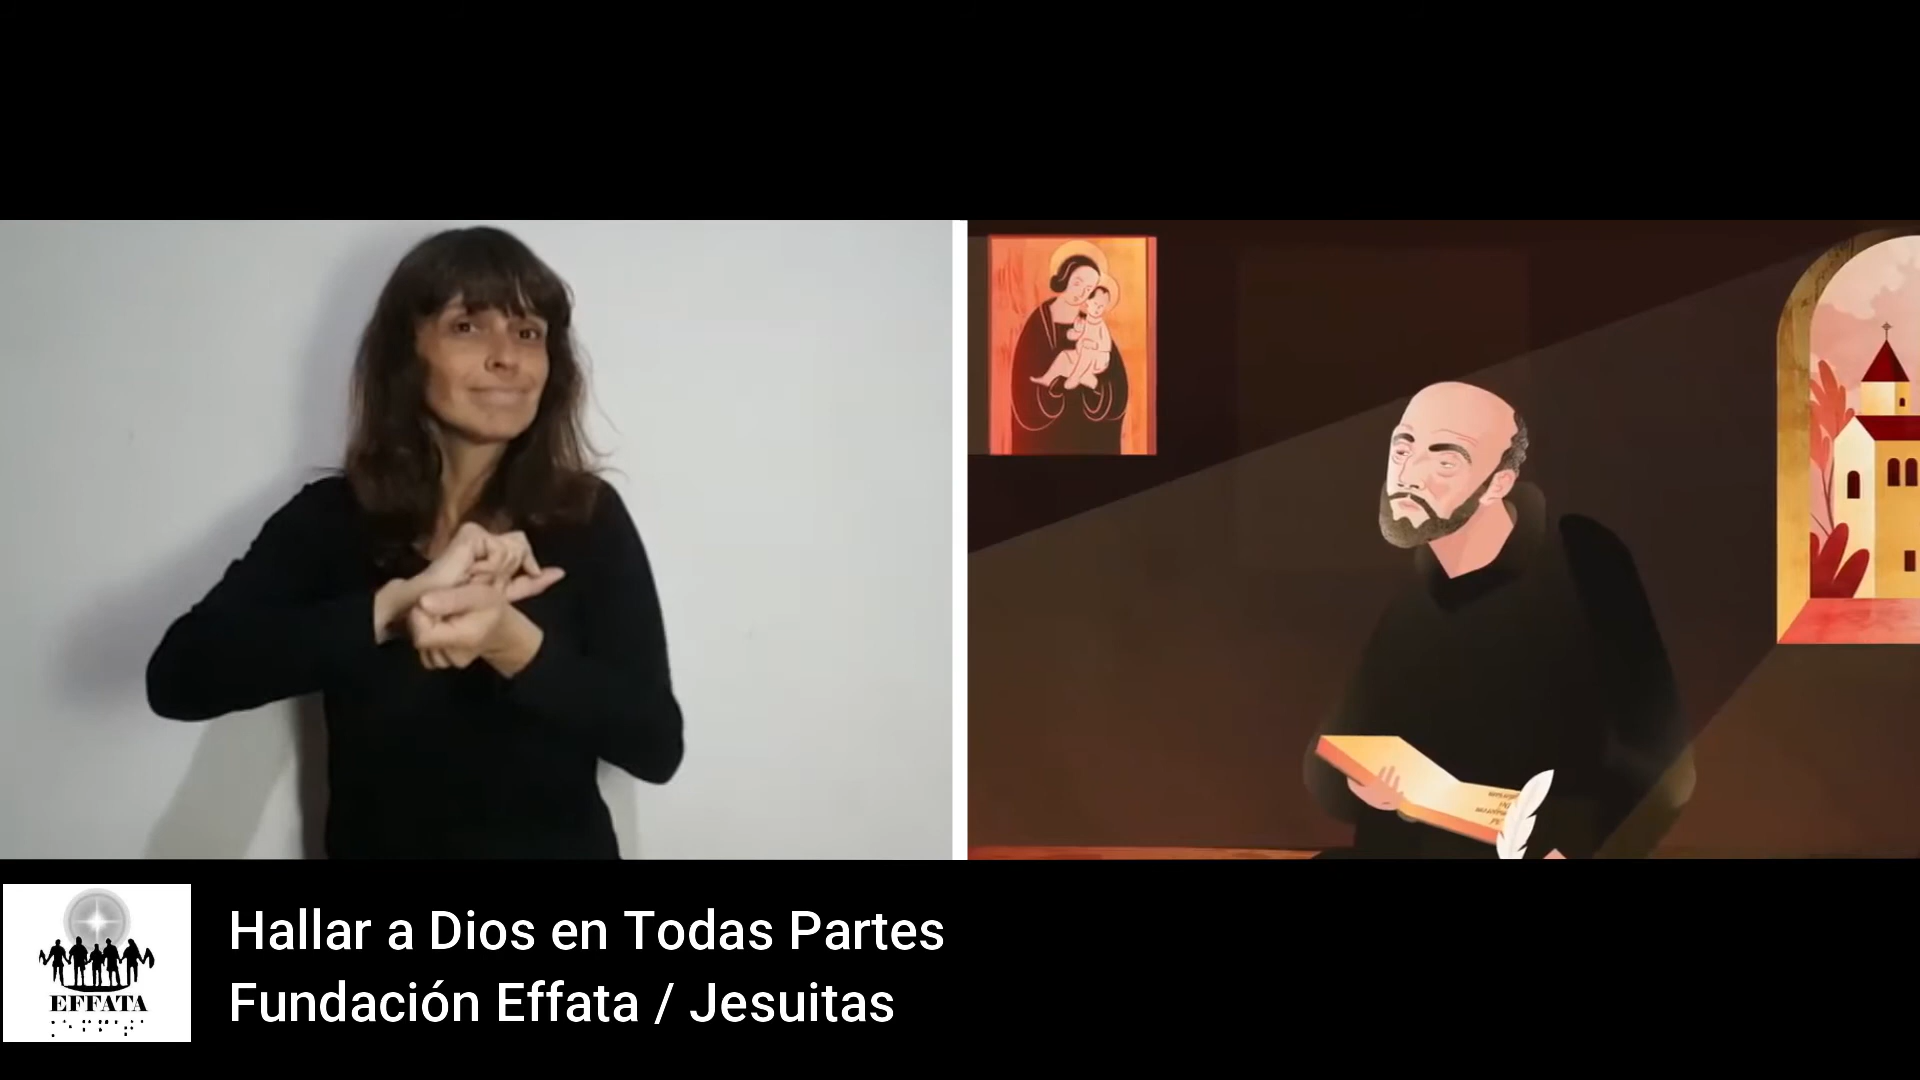 Hallar a Dios en Todas Partes
Fundación Effata / Jesuitas
EFFATA